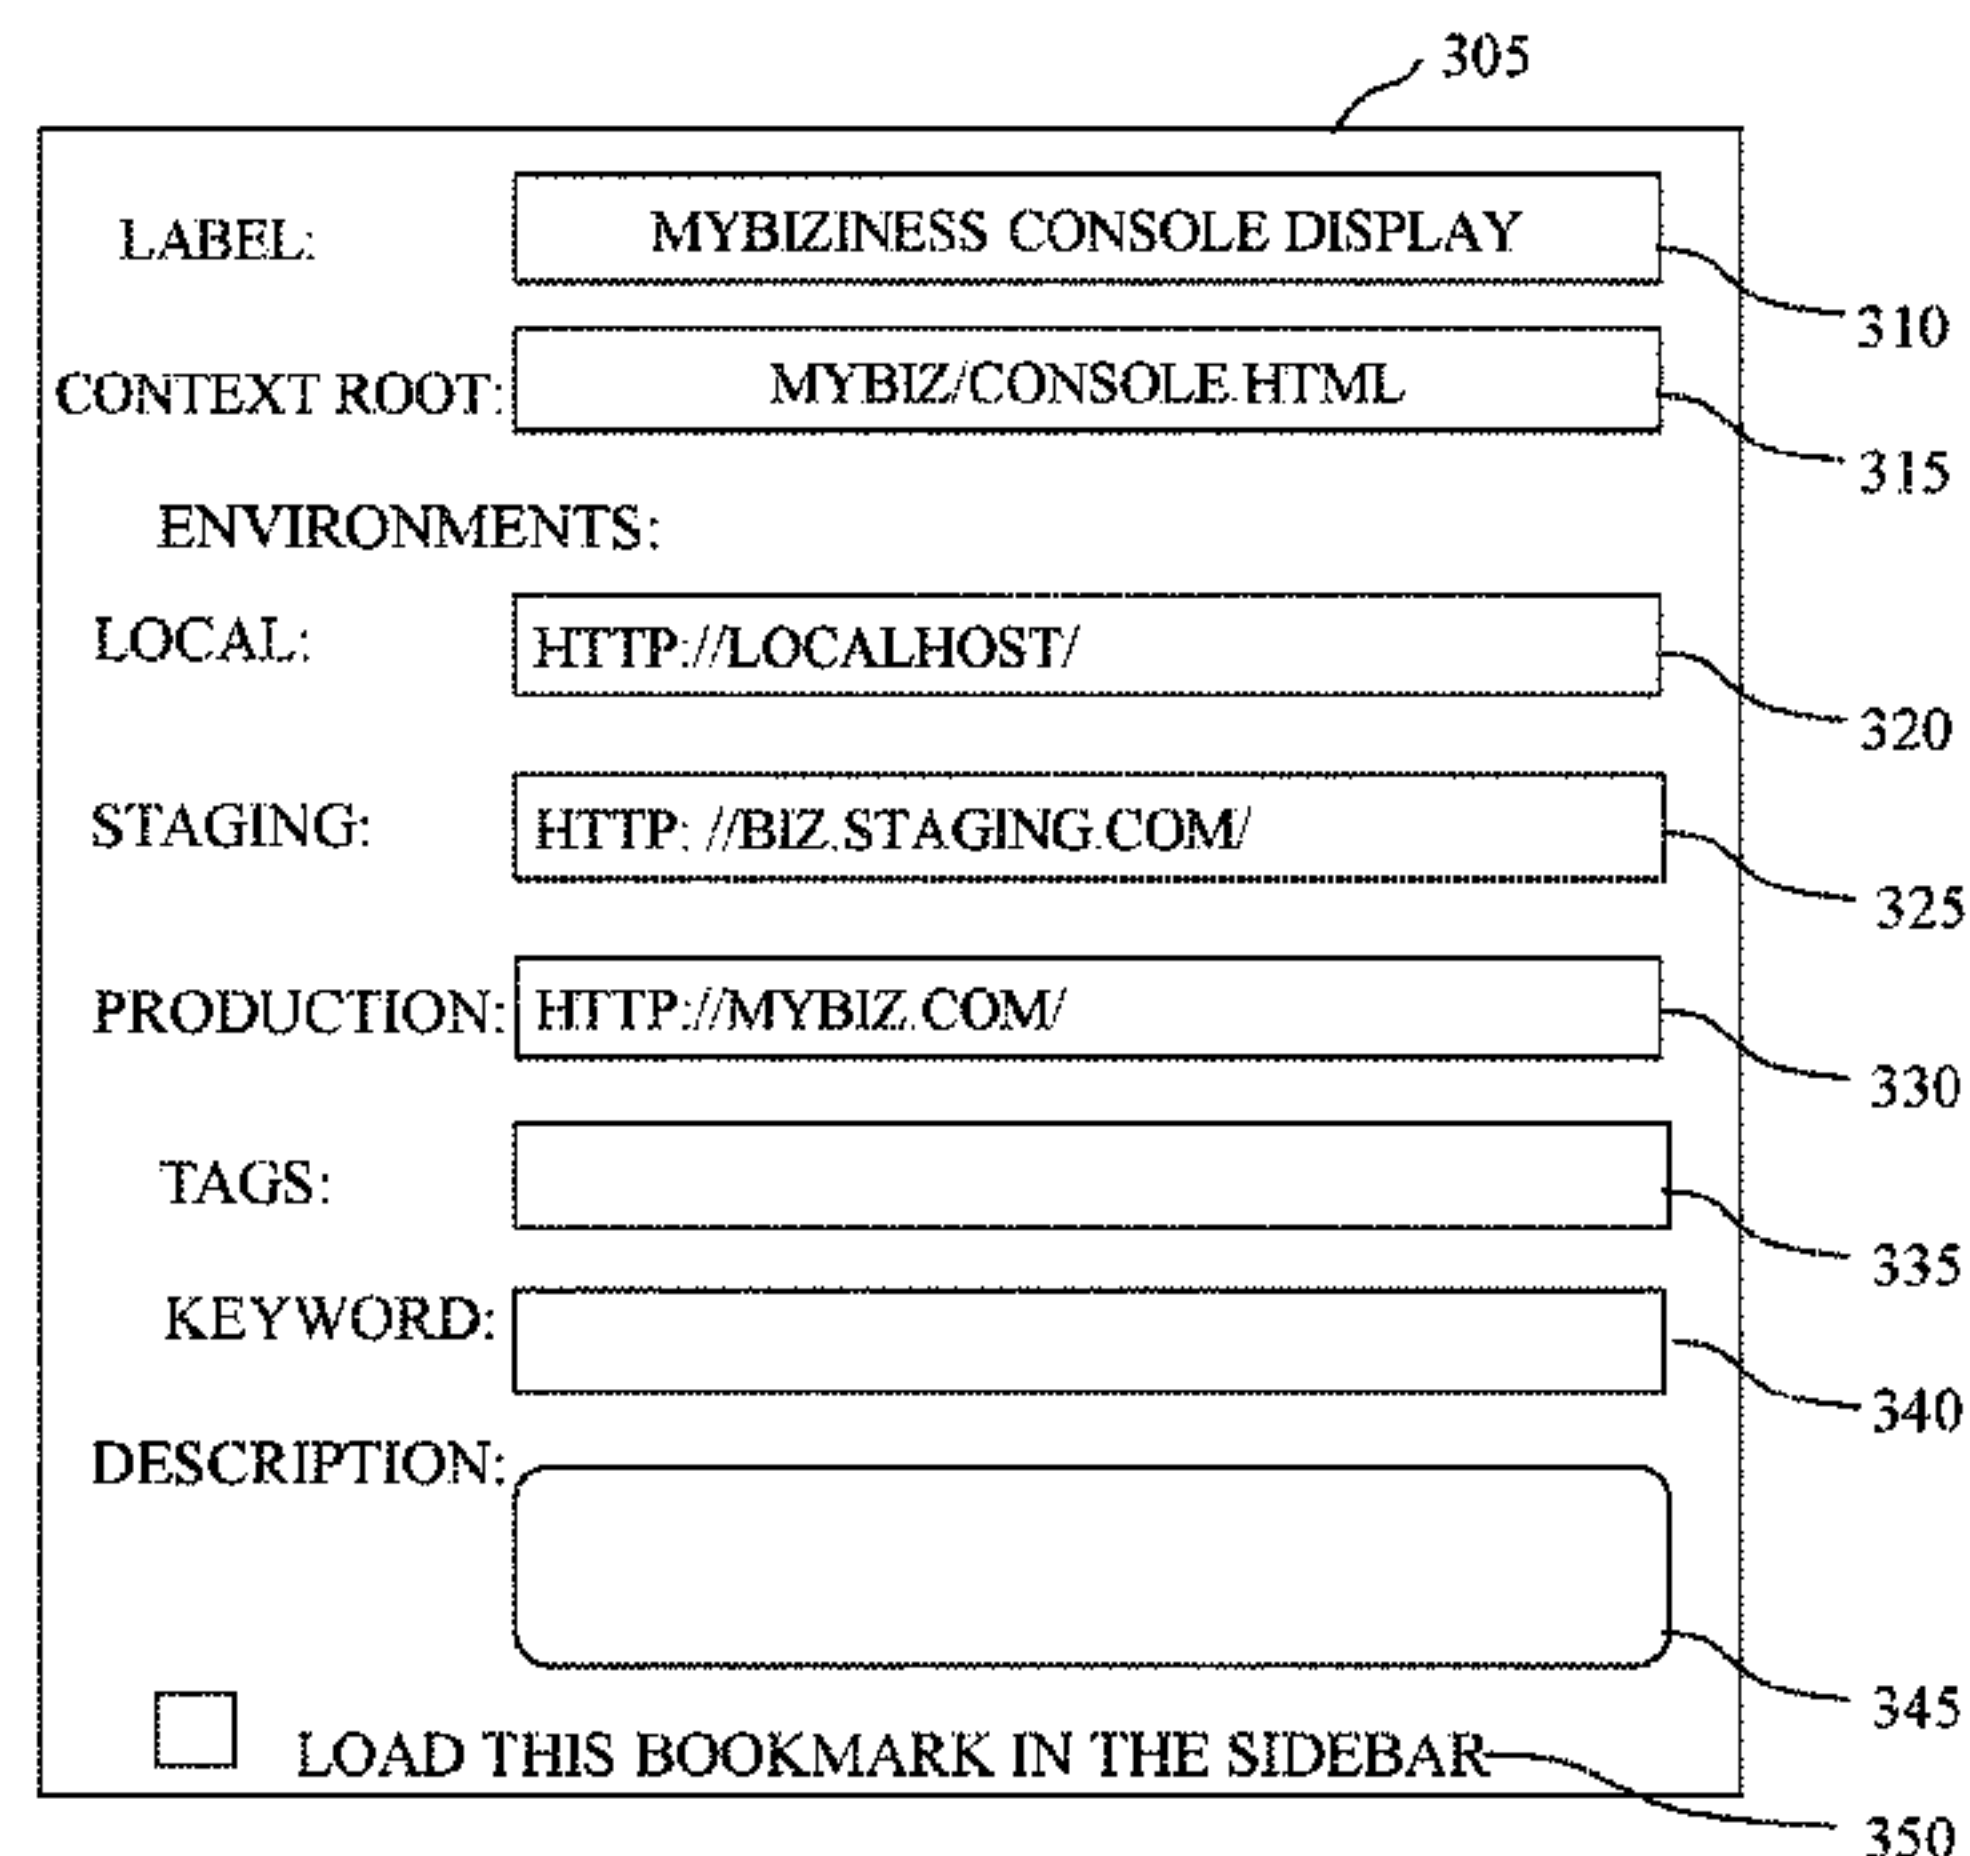 305
LABEL: MYBIZINESS CONSOLE DISPLAY
310
CONTEXT ROOT: MYBIZ/CONSOLE.HTML
315
ENVIRONMENTS:
LOCAL: HTTP://LOCALHOST/
320
STAGING: HTTP: //BIZ.STAGING.COM/
325
PRODUCTION: HTTP://MYBIZ.COM/
330
TAGS:
335
KEYWORD:
340
DESCRIPTION:
345
LOAD THIS BOOKMARK IN THE SIDEBAR
350